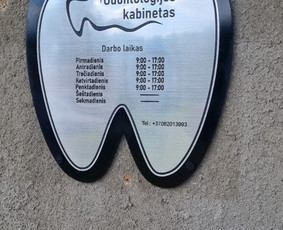 Odontologijos
kabinetas
Darbo laikas
Pirmadienis 9:00 - 17:00
Antradienis 9:00 - 17:00
Trečiadienis 9:00 - 17:00
Ketvirtadienis 9:00 - 17:00
Penktadienis 9:00 - 17:00
Šeštadienis
Sekmadienis
Tel.: +37062013993